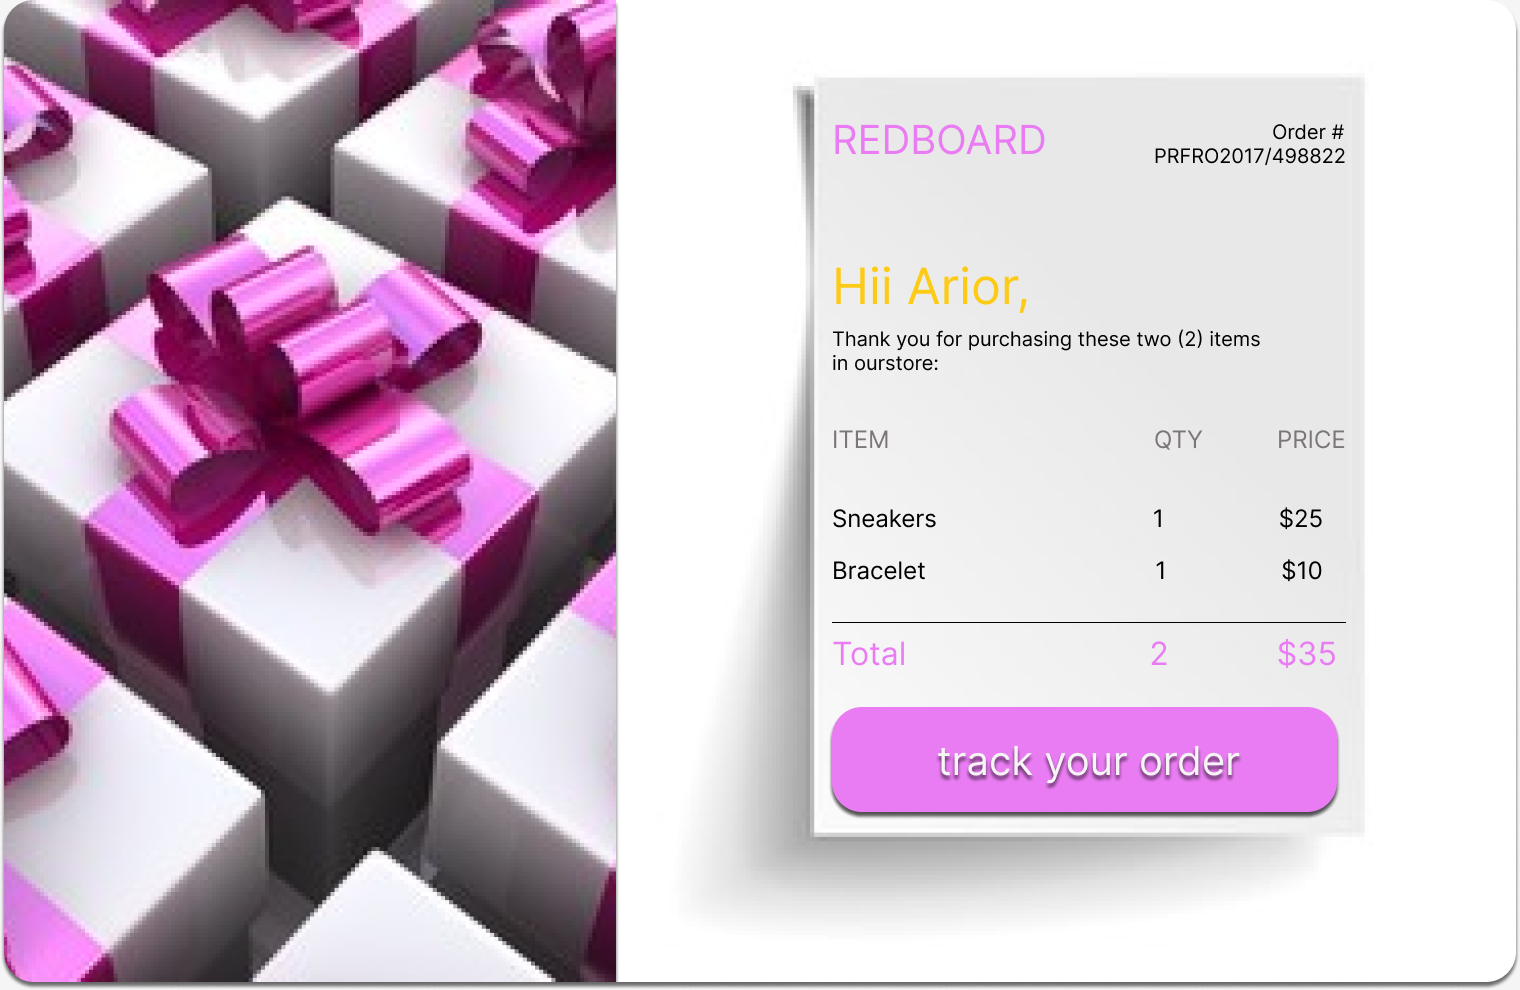 REDBOARD
Order #
PRFRO2017/498822
Hii Arior,
Thank you for purchasing these two (2) items
in ourstore:
ITEM QTY PRICE
Sneakers 1 $25
Bracelet 1 $10
Total 2 $35
track your order